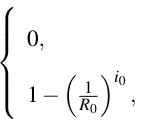 0,
1 − (1/R₀)^{i₀},